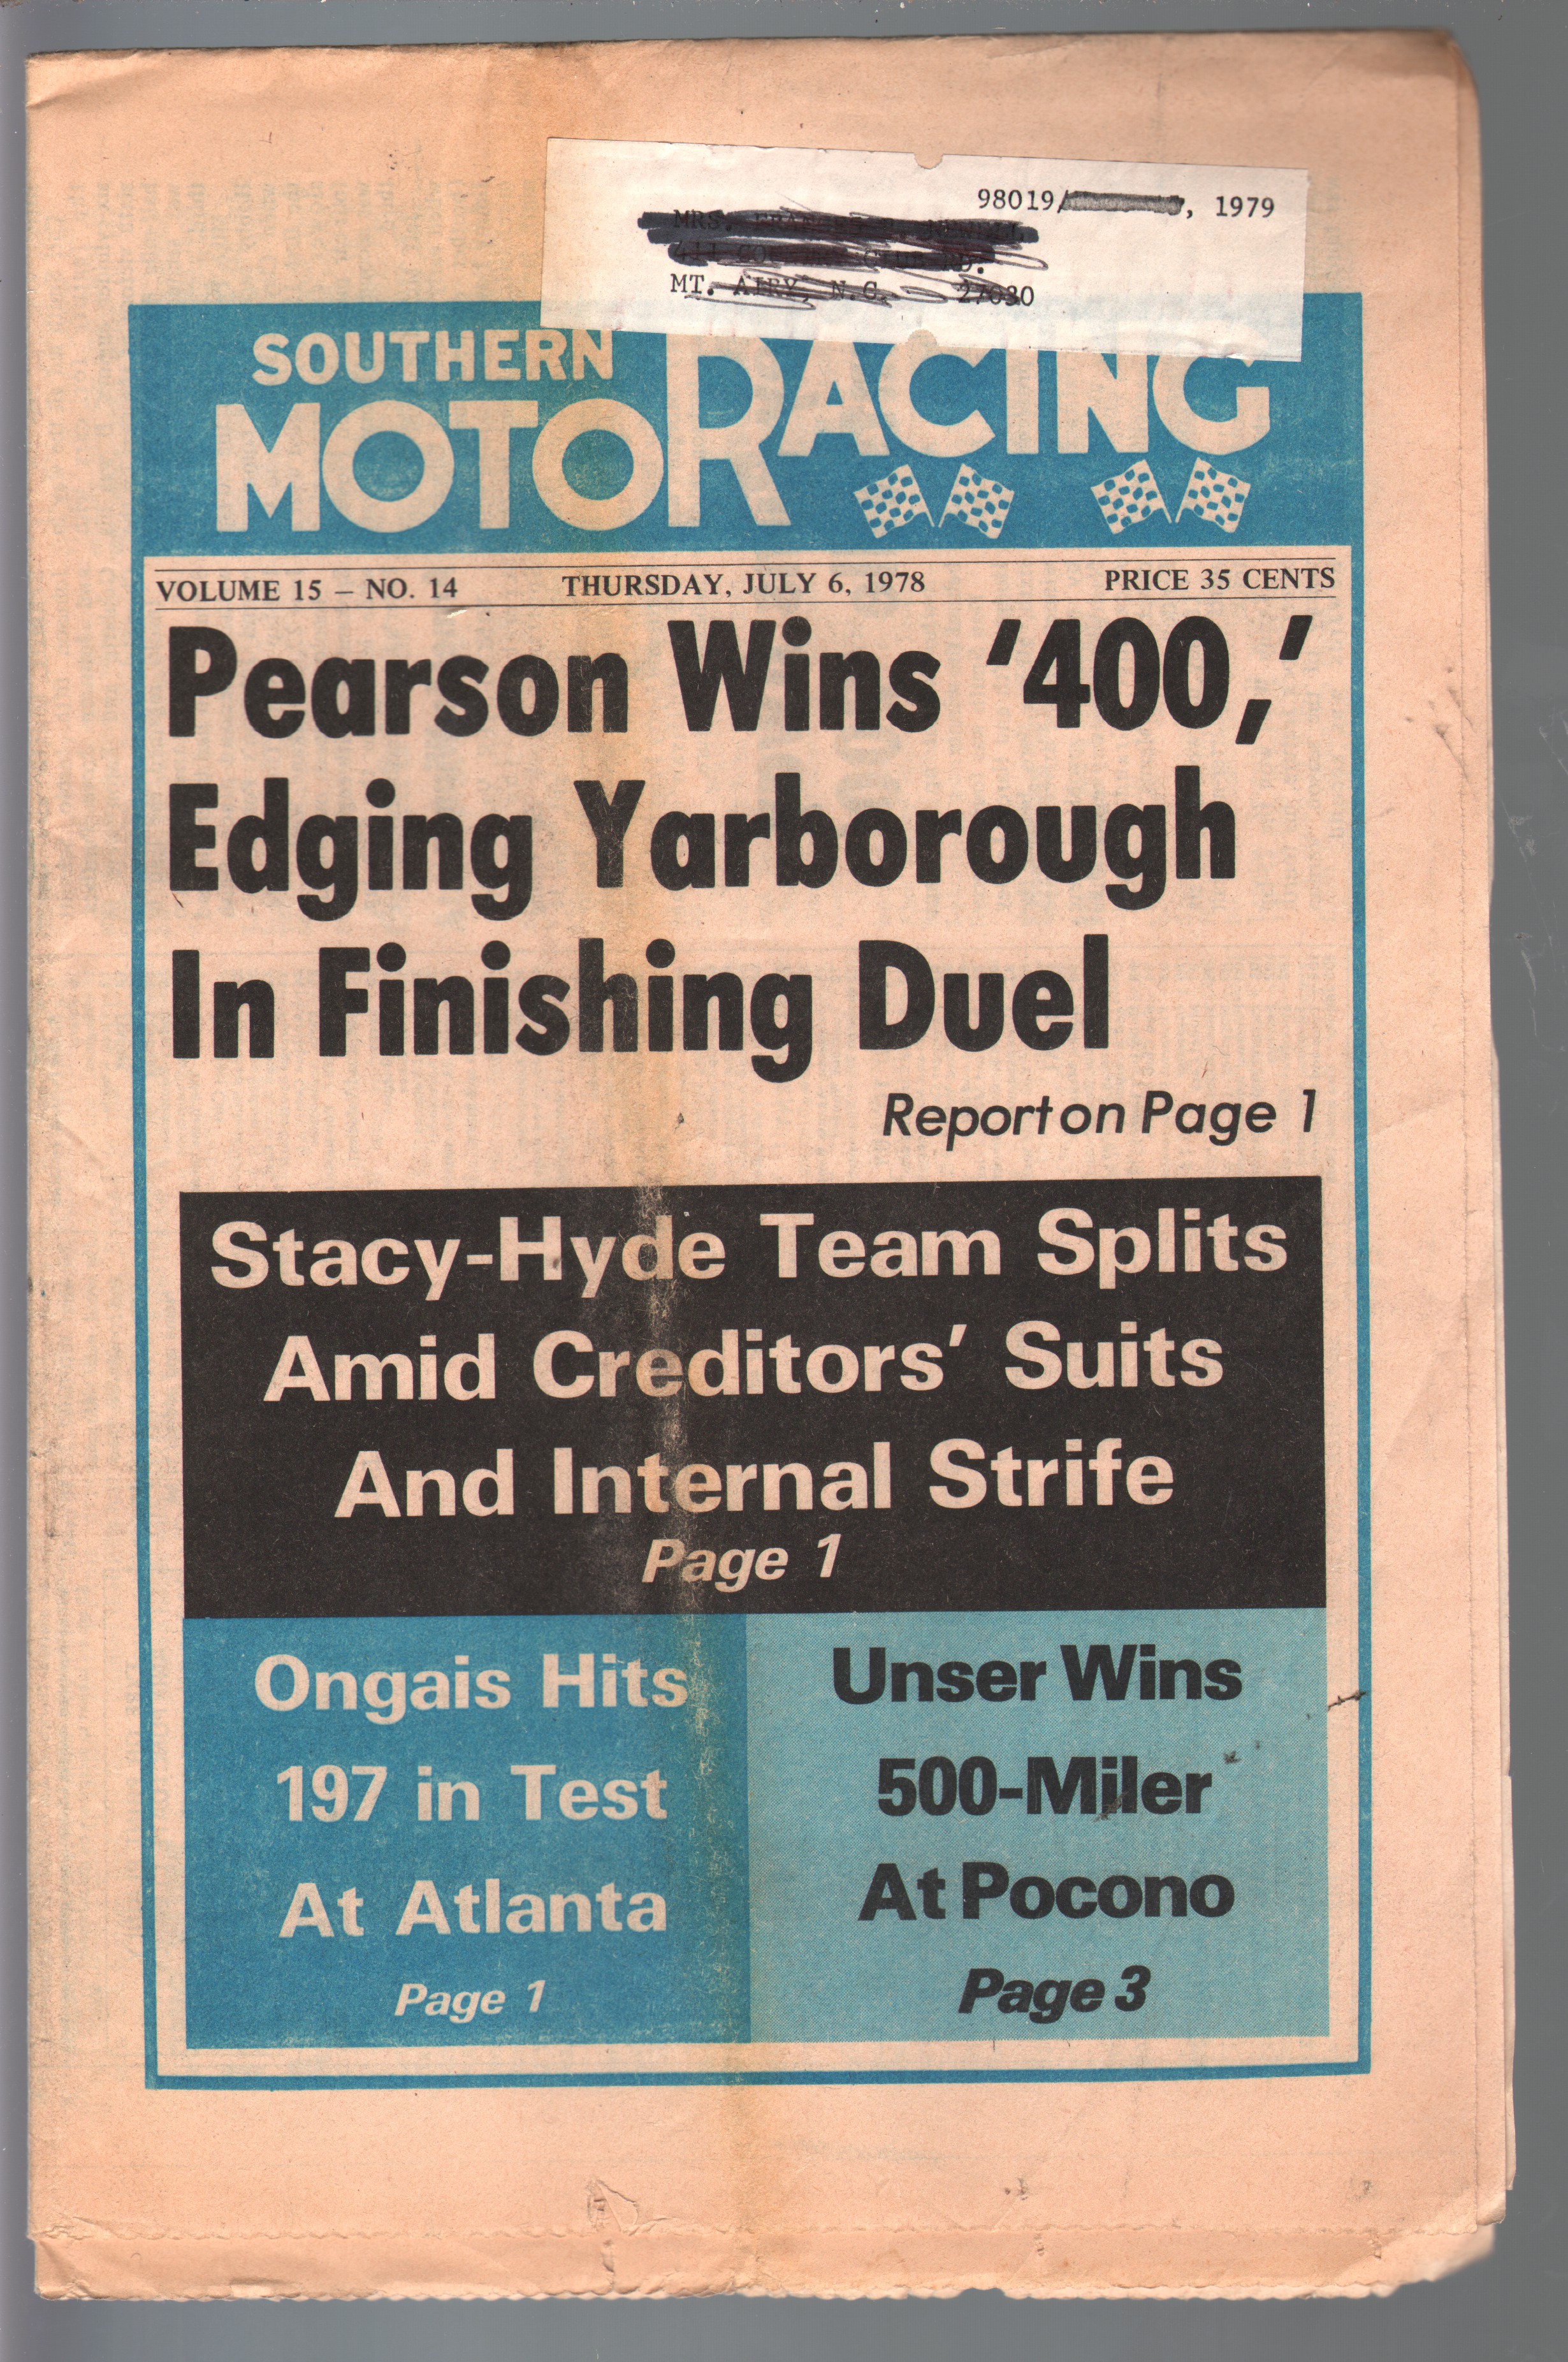 98019/ , 1979
MRS.
MT. AIRY, N.C. 27030
SOUTHERN
MOTORACING
VOLUME 15 – NO. 14 THURSDAY, JULY 6, 1978 PRICE 35 CENTS
Pearson Wins ‘400,’
Edging Yarborough
In Finishing Duel
Report on Page 1
Stacy-Hyde Team Splits
Amid Creditors’ Suits
And Internal Strife
Page 1
Ongais Hits
197 in Test
At Atlanta
Page 1
Unser Wins
500-Miler
At Pocono
Page 3